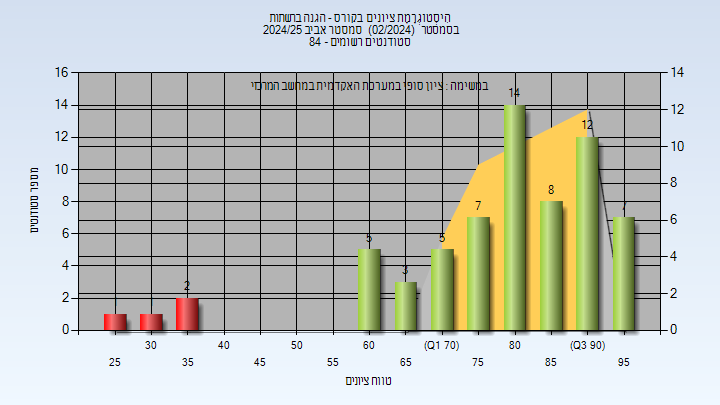 היסטוגרמת ציונים בקורס - הגנה ברשתות
בסמסטר (02/2024) סמסטר אביב 2024/25
סטודנטים רשומים - 84
במשימה : ציון סופי במערכת האקדמית במחשב המרכזי
מספר סטודנטים
16 14 12 10 8 6 4 2 0
14 12 10 8 6 4 2 0
2 5 3 5 7 14 8 12 7
30 40 50 60 (Q1 70) 80 (Q3 90)
25 35 45 55 65 75 85 95
טווח ציונים